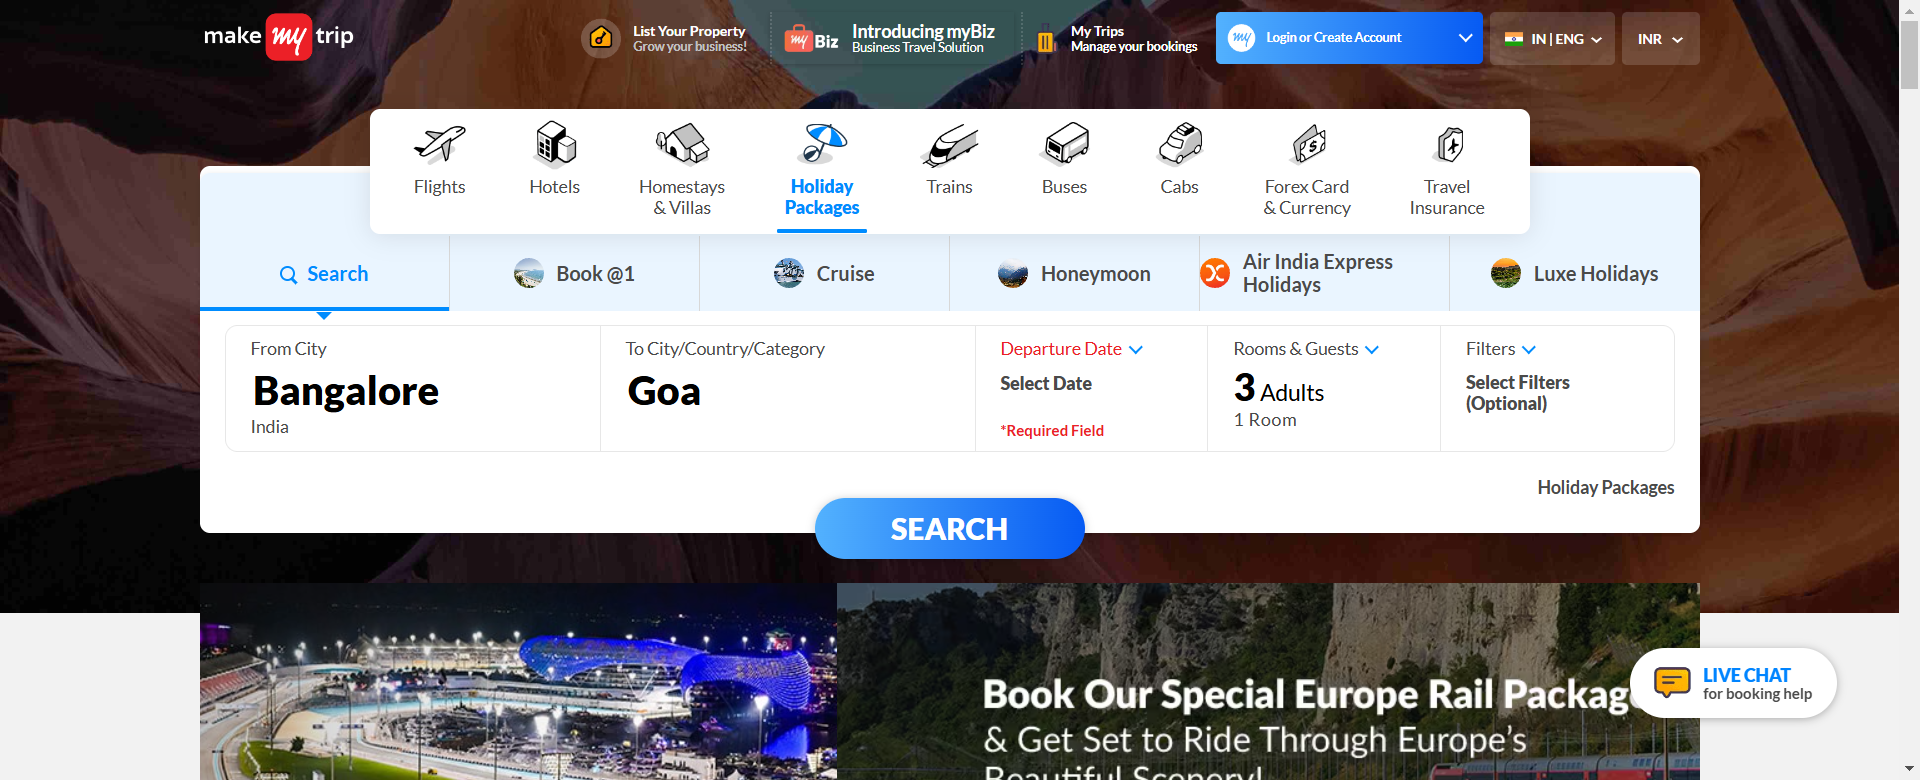 make my trip
List Your Property
Grow your business!
my Biz
Introducing myBiz
Business Travel Solution
My Trips
Manage your bookings
my
Login or Create Account
IN | ENG
INR
Flights
Hotels
Homestays
& Villas
Holiday
Packages
Trains
Buses
Cabs
Forex Card
& Currency
Travel
Insurance
Search
Book @1
Cruise
Honeymoon
Air India Express
Holidays
Luxe Holidays
From City
Bangalore
India
To City/Country/Category
Goa
Departure Date
Select Date
*Required Field
Rooms & Guests
3 Adults
1 Room
Filters
Select Filters
(Optional)
Holiday Packages
SEARCH
Book Our Special Europe Rail Packag
& Get Set to Ride Through Europe's
Beautiful Scenery!
LIVE CHAT
for booking help